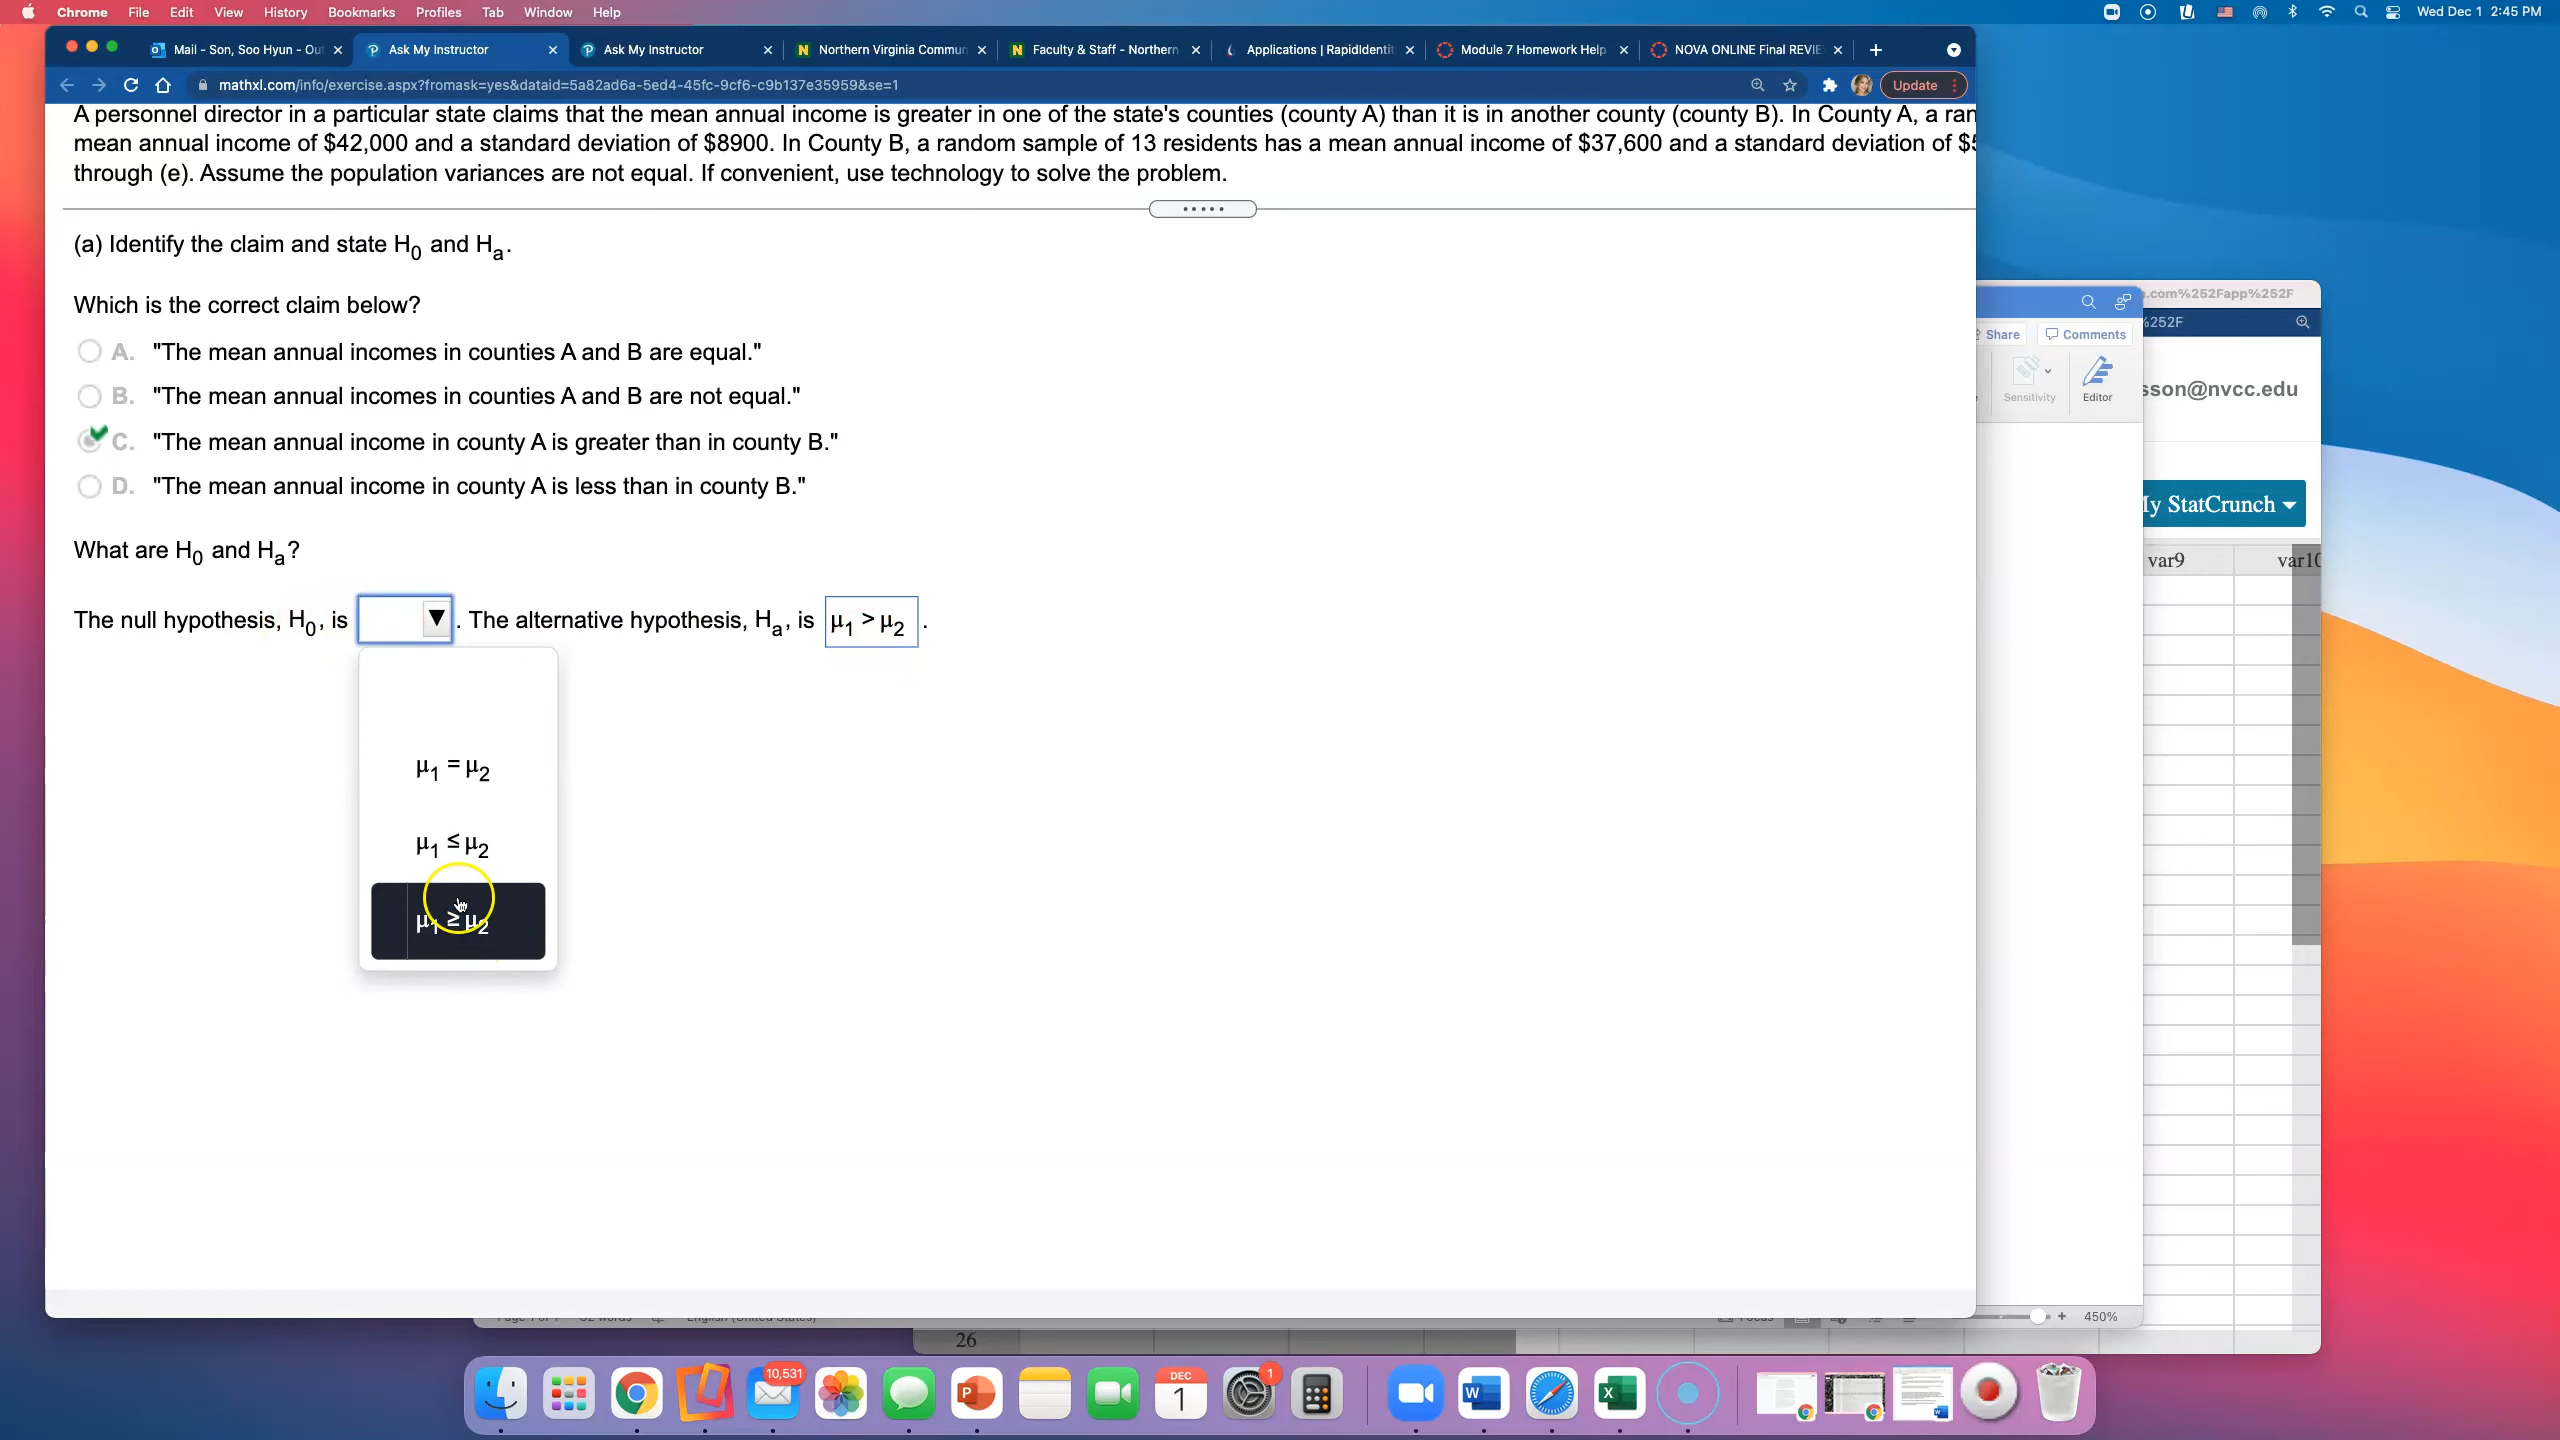 Chrome File Edit View History Bookmarks Profiles Tab Window Help Wed Dec 1 2:45 PM
Mail - Son, Soo Hyun - Ou Ask My Instructor Ask My Instructor Northern Virginia Commun Faculty & Staff - Northern Applications | RapidIdentit Module 7 Homework Help NOVA ONLINE Final REVIE
mathxl.com/info/exercise.aspx?fromask=yes&dataid=5a82ad6a-5ed4-45fc-9cf6-c9b137e35959&se=1 Update
A personnel director in a particular state claims that the mean annual income is greater in one of the state's counties (county A) than it is in another county (county B). In County A, a ran
mean annual income of $42,000 and a standard deviation of $8900. In County B, a random sample of 13 residents has a mean annual income of $37,600 and a standard deviation of $5
through (e). Assume the population variances are not equal. If convenient, use technology to solve the problem.
(a) Identify the claim and state H0 and Ha.
Which is the correct claim below?
A. "The mean annual incomes in counties A and B are equal."
B. "The mean annual incomes in counties A and B are not equal."
C. "The mean annual income in county A is greater than in county B."
D. "The mean annual income in county A is less than in county B."
What are H0 and Ha?
The null hypothesis, H0, is ▼ . The alternative hypothesis, Ha, is μ1 > μ2 .
μ1 = μ2
μ1 ≤ μ2
μ1 ≥ μ2
.com%252Fapp%252F
%252F
Share Comments
Sensitivity Editor
sson@nvcc.edu
My StatCrunch
var9 var10
450%
26
10,531
DEC
1
1